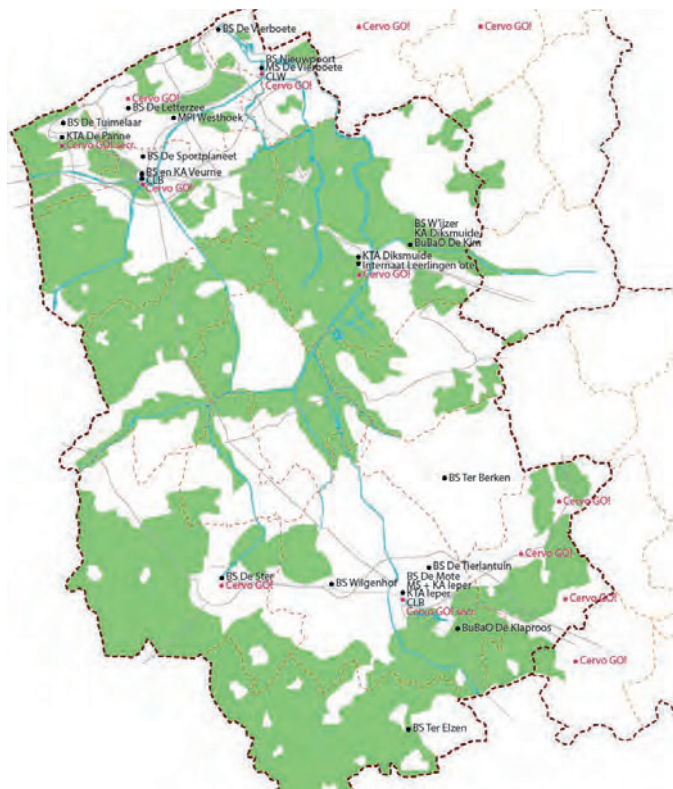 BS De Vierboete
Cervo GO!
Cervo GO!
BS Nieuwpoort
MS De Vierboete
CLW
Cervo GO!
Cervo GO!
BS De Letterzee
MPI Westhoek
BS De Tuimelaar
KTA De Panne
Cervo GO! secr.
BS De Sportplaneet
BS en KA Veurne
CLB
Cervo GO!
BS W'ijzer
KA Diksmuide
BuBaO De Kim
KTA Diksmuide
Internaat Leerlingen 'otel
Cervo GO!
BS Ter Berken
Cervo GO!
Cervo GO!
BS De Tierlantuin
BS De Ster
Cervo GO!
BS Wilgenhof
BS De Mote
MS + KA Ieper
KTA Ieper
CLB
Cervo GO! secr.
Cervo GO!
BuBaO De Klaproos
Cervo GO!
BS Ter Elzen